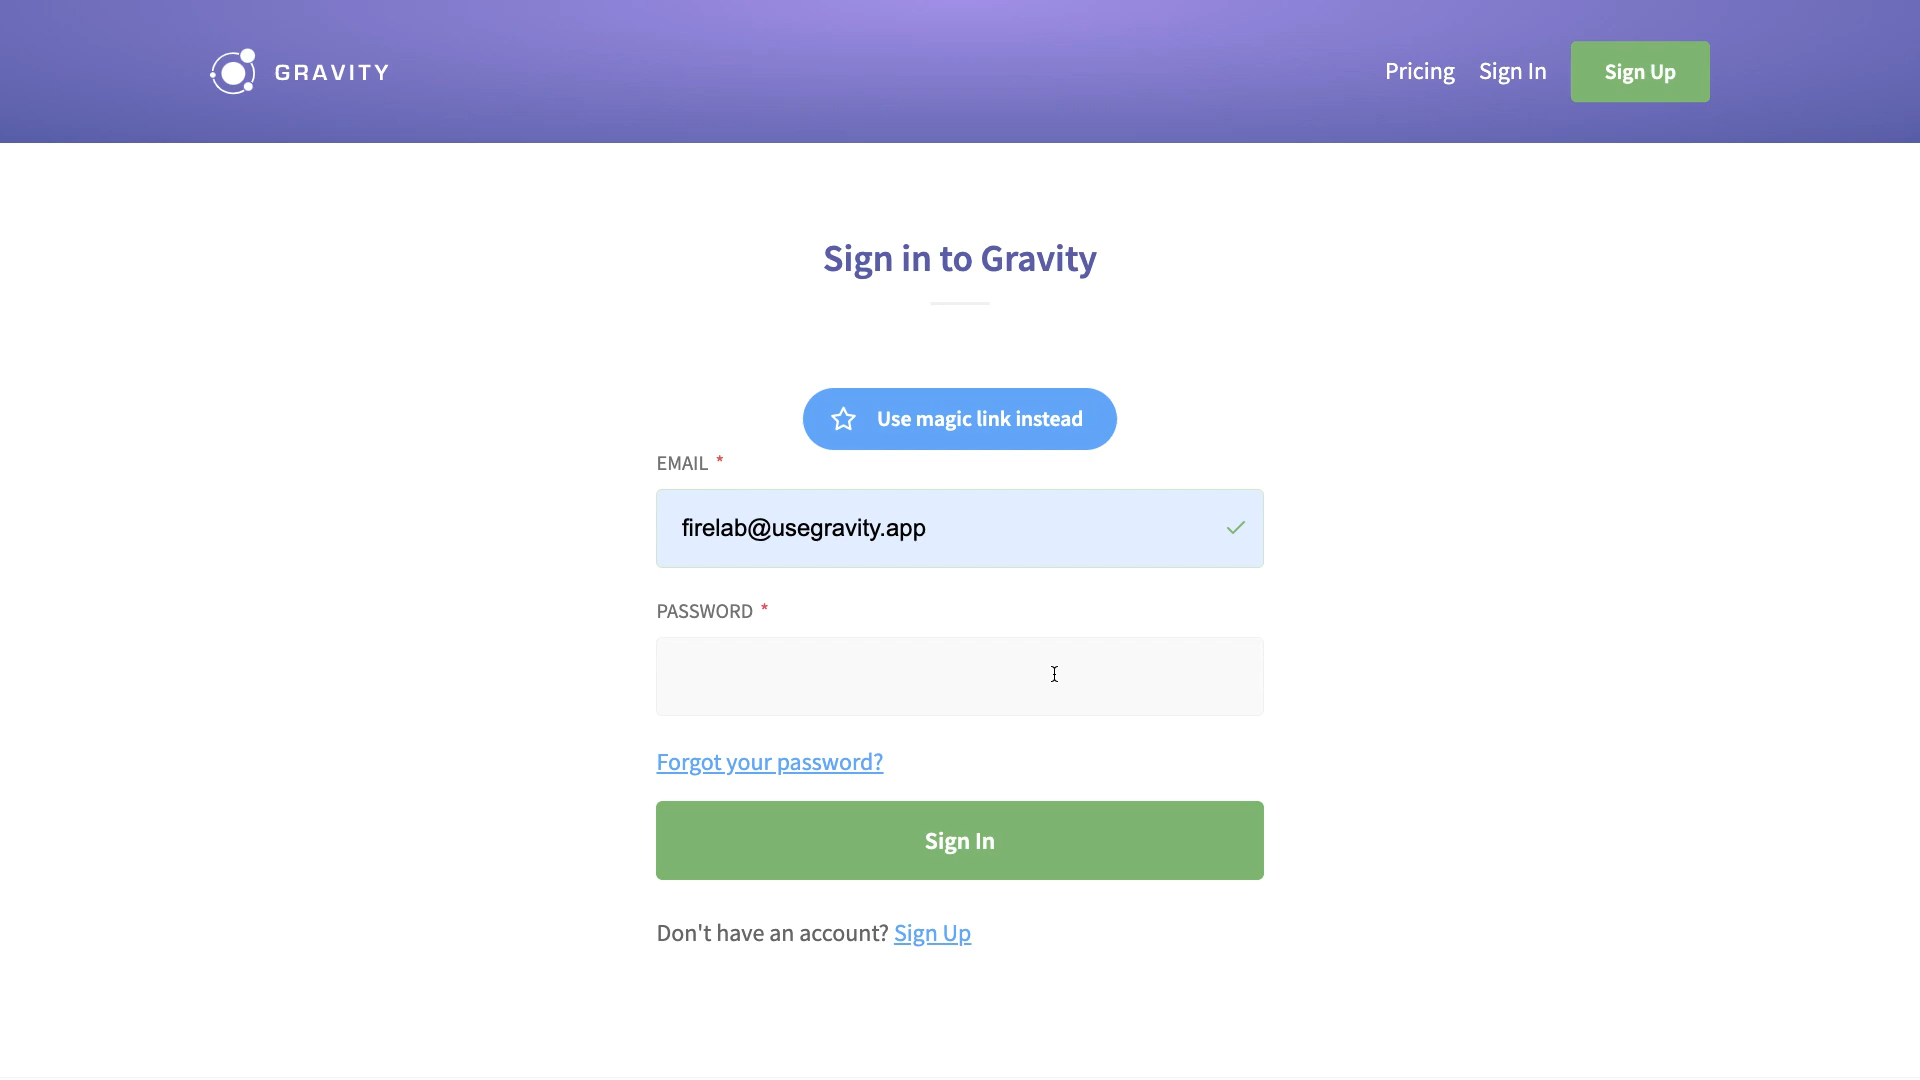 GRAVITY
Pricing Sign In Sign Up
Sign in to Gravity
Use magic link instead
EMAIL *
firelab@usegravity.app
PASSWORD *
Forgot your password?
Sign In
Don't have an account? Sign Up